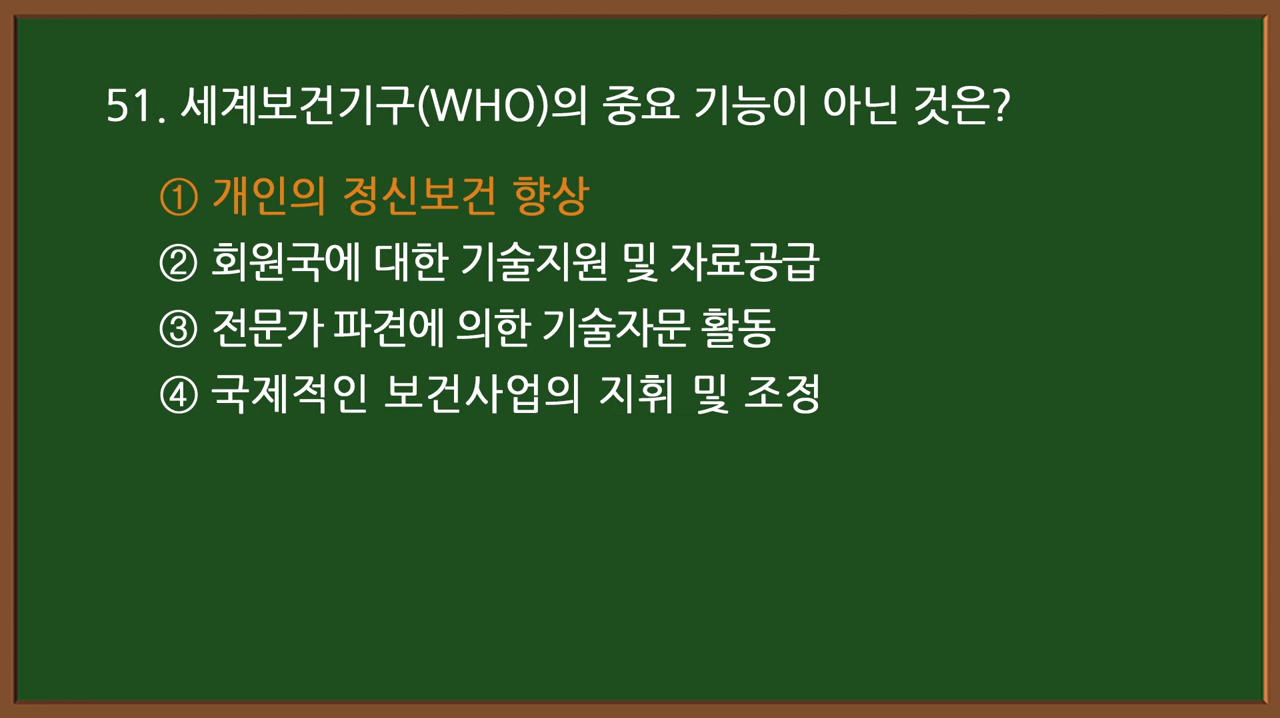 51. 세계보건기구(WHO)의 중요 기능이 아닌 것은?
① 개인의 정신보건 향상
② 회원국에 대한 기술지원 및 자료공급
③ 전문가 파견에 의한 기술자문 활동
④ 국제적인 보건사업의 지휘 및 조정